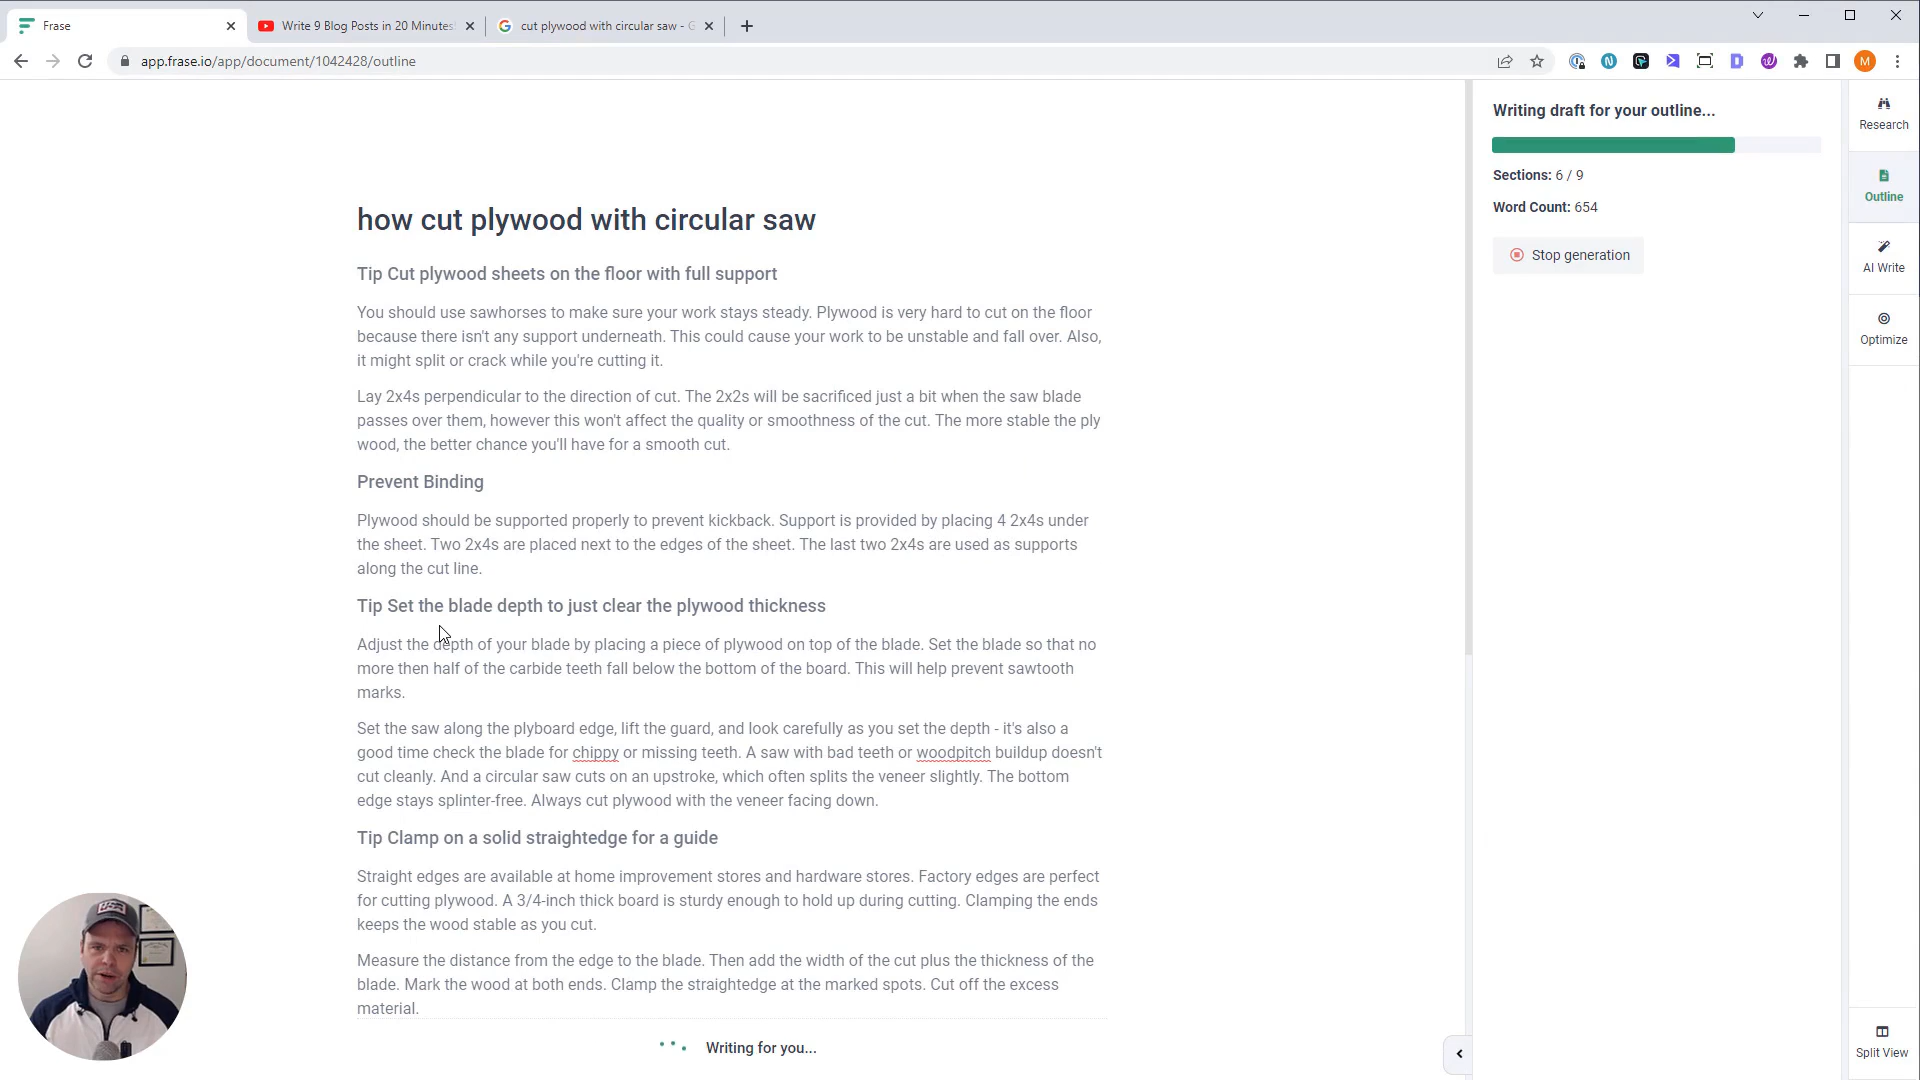 Frase
Write 9 Blog Posts in 20 Minutes!
cut plywood with circular saw - G
app.frase.io/app/document/1042428/outline
M
how cut plywood with circular saw
Tip Cut plywood sheets on the floor with full support
You should use sawhorses to make sure your work stays steady. Plywood is very hard to cut on the floor
because there isn't any support underneath. This could cause your work to be unstable and fall over. Also,
it might split or crack while you're cutting it.
Lay 2x4s perpendicular to the direction of cut. The 2x2s will be sacrificed just a bit when the saw blade
passes over them, however this won't affect the quality or smoothness of the cut. The more stable the ply
wood, the better chance you'll have for a smooth cut.
Prevent Binding
Plywood should be supported properly to prevent kickback. Support is provided by placing 4 2x4s under
the sheet. Two 2x4s are placed next to the edges of the sheet. The last two 2x4s are used as supports
along the cut line.
Tip Set the blade depth to just clear the plywood thickness
Adjust the depth of your blade by placing a piece of plywood on top of the blade. Set the blade so that no
more then half of the carbide teeth fall below the bottom of the board. This will help prevent sawtooth
marks.
Set the saw along the plyboard edge, lift the guard, and look carefully as you set the depth - it's also a
good time check the blade for chippy or missing teeth. A saw with bad teeth or woodpitch buildup doesn't
cut cleanly. And a circular saw cuts on an upstroke, which often splits the veneer slightly. The bottom
edge stays splinter-free. Always cut plywood with the veneer facing down.
Tip Clamp on a solid straightedge for a guide
Straight edges are available at home improvement stores and hardware stores. Factory edges are perfect
for cutting plywood. A 3/4-inch thick board is sturdy enough to hold up during cutting. Clamping the ends
keeps the wood stable as you cut.
Measure the distance from the edge to the blade. Then add the width of the cut plus the thickness of the
blade. Mark the wood at both ends. Clamp the straightedge at the marked spots. Cut off the excess
material.
Writing for you...
Writing draft for your outline...
Sections: 6 / 9
Word Count: 654
Stop generation
Research
Outline
AI Write
Optimize
Split View